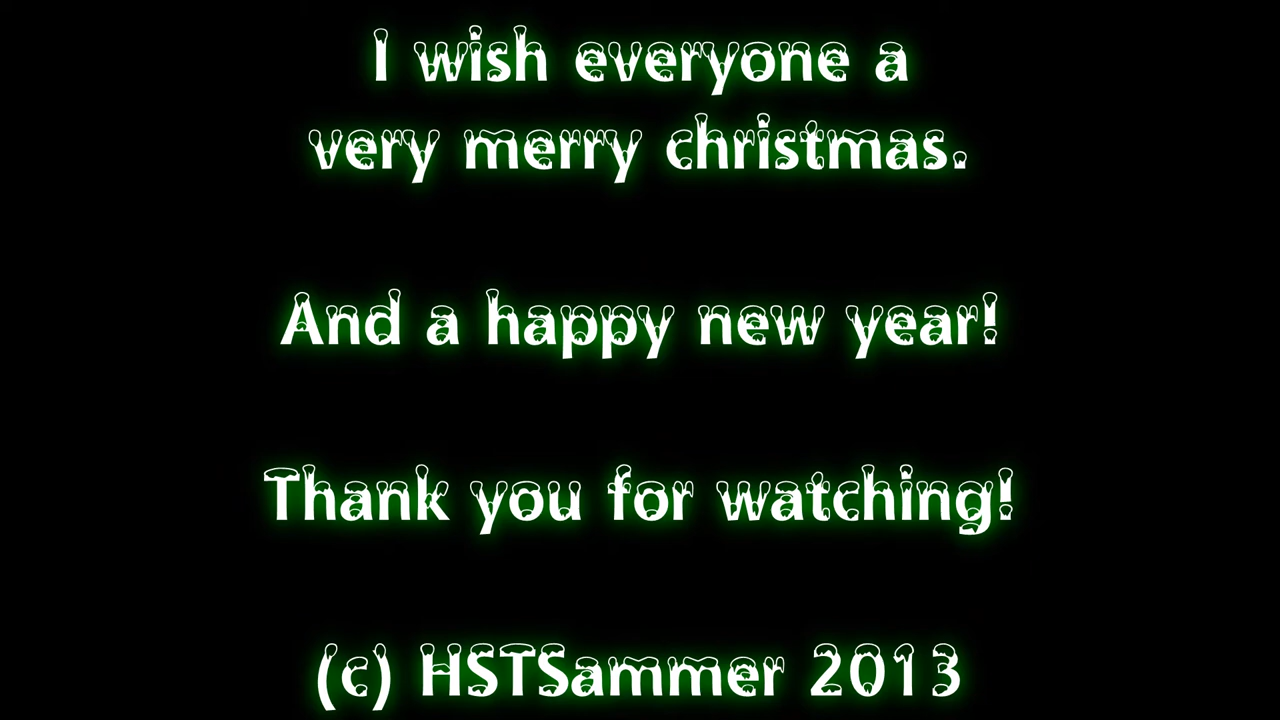 I wish everyone a
very merry christmas.
And a happy new year!
Thank you for watching!
(c) HSTSammer 2013